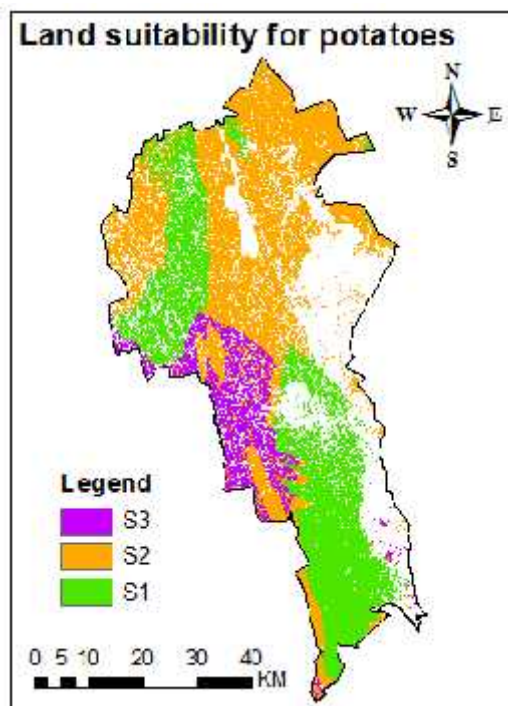 Land suitability for potatoes
N
W E
S
Legend
S3
S2
S1
0 5 10 20 30 40
KM